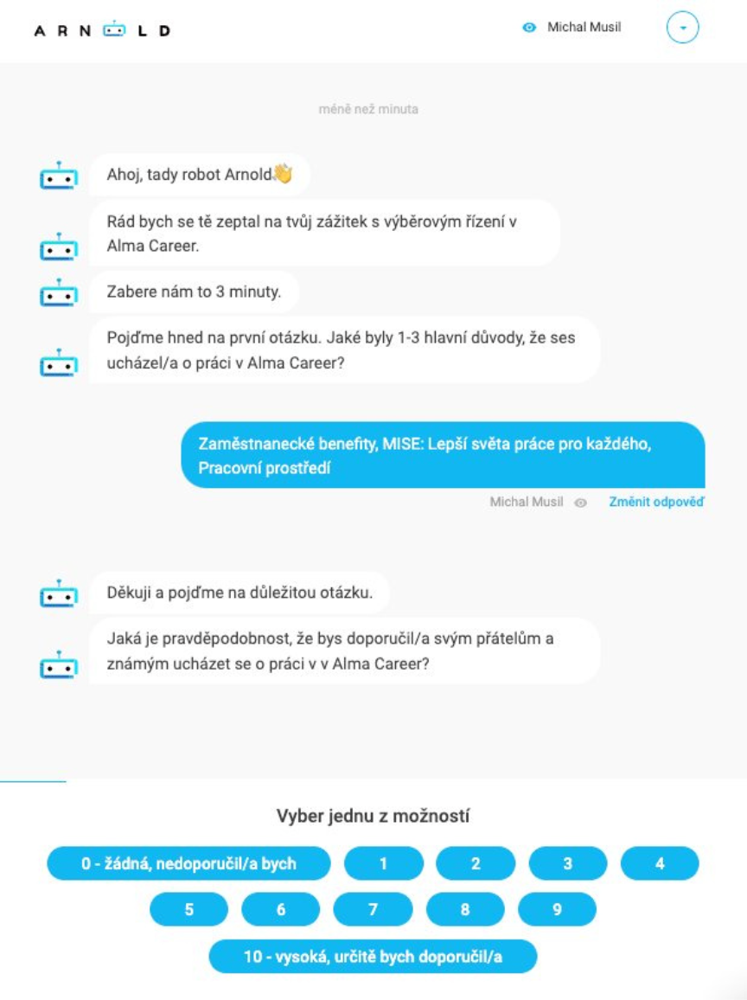 ARNOLD
Michal Musil
méně než minuta
Ahoj, tady robot Arnold👋
Rád bych se tě zeptal na tvůj zážitek s výběrovým řízení v
Alma Career.
Zabere nám to 3 minuty.
Pojďme hned na první otázku. Jaké byly 1-3 hlavní důvody, že ses
ucházel/a o práci v Alma Career?
Zaměstnanecké benefity, MISE: Lepší světa práce pro každého,
Pracovní prostředí
Michal Musil
Změnit odpověď
Děkuji a pojďme na důležitou otázku.
Jaká je pravděpodobnost, že bys doporučil/a svým přátelům a
známým ucházet se o práci v v Alma Career?
Vyber jednu z možností
0 - žádná, nedoporučil/a bych 1 2 3 4
5 6 7 8 9
10 - vysoká, určitě bych doporučil/a